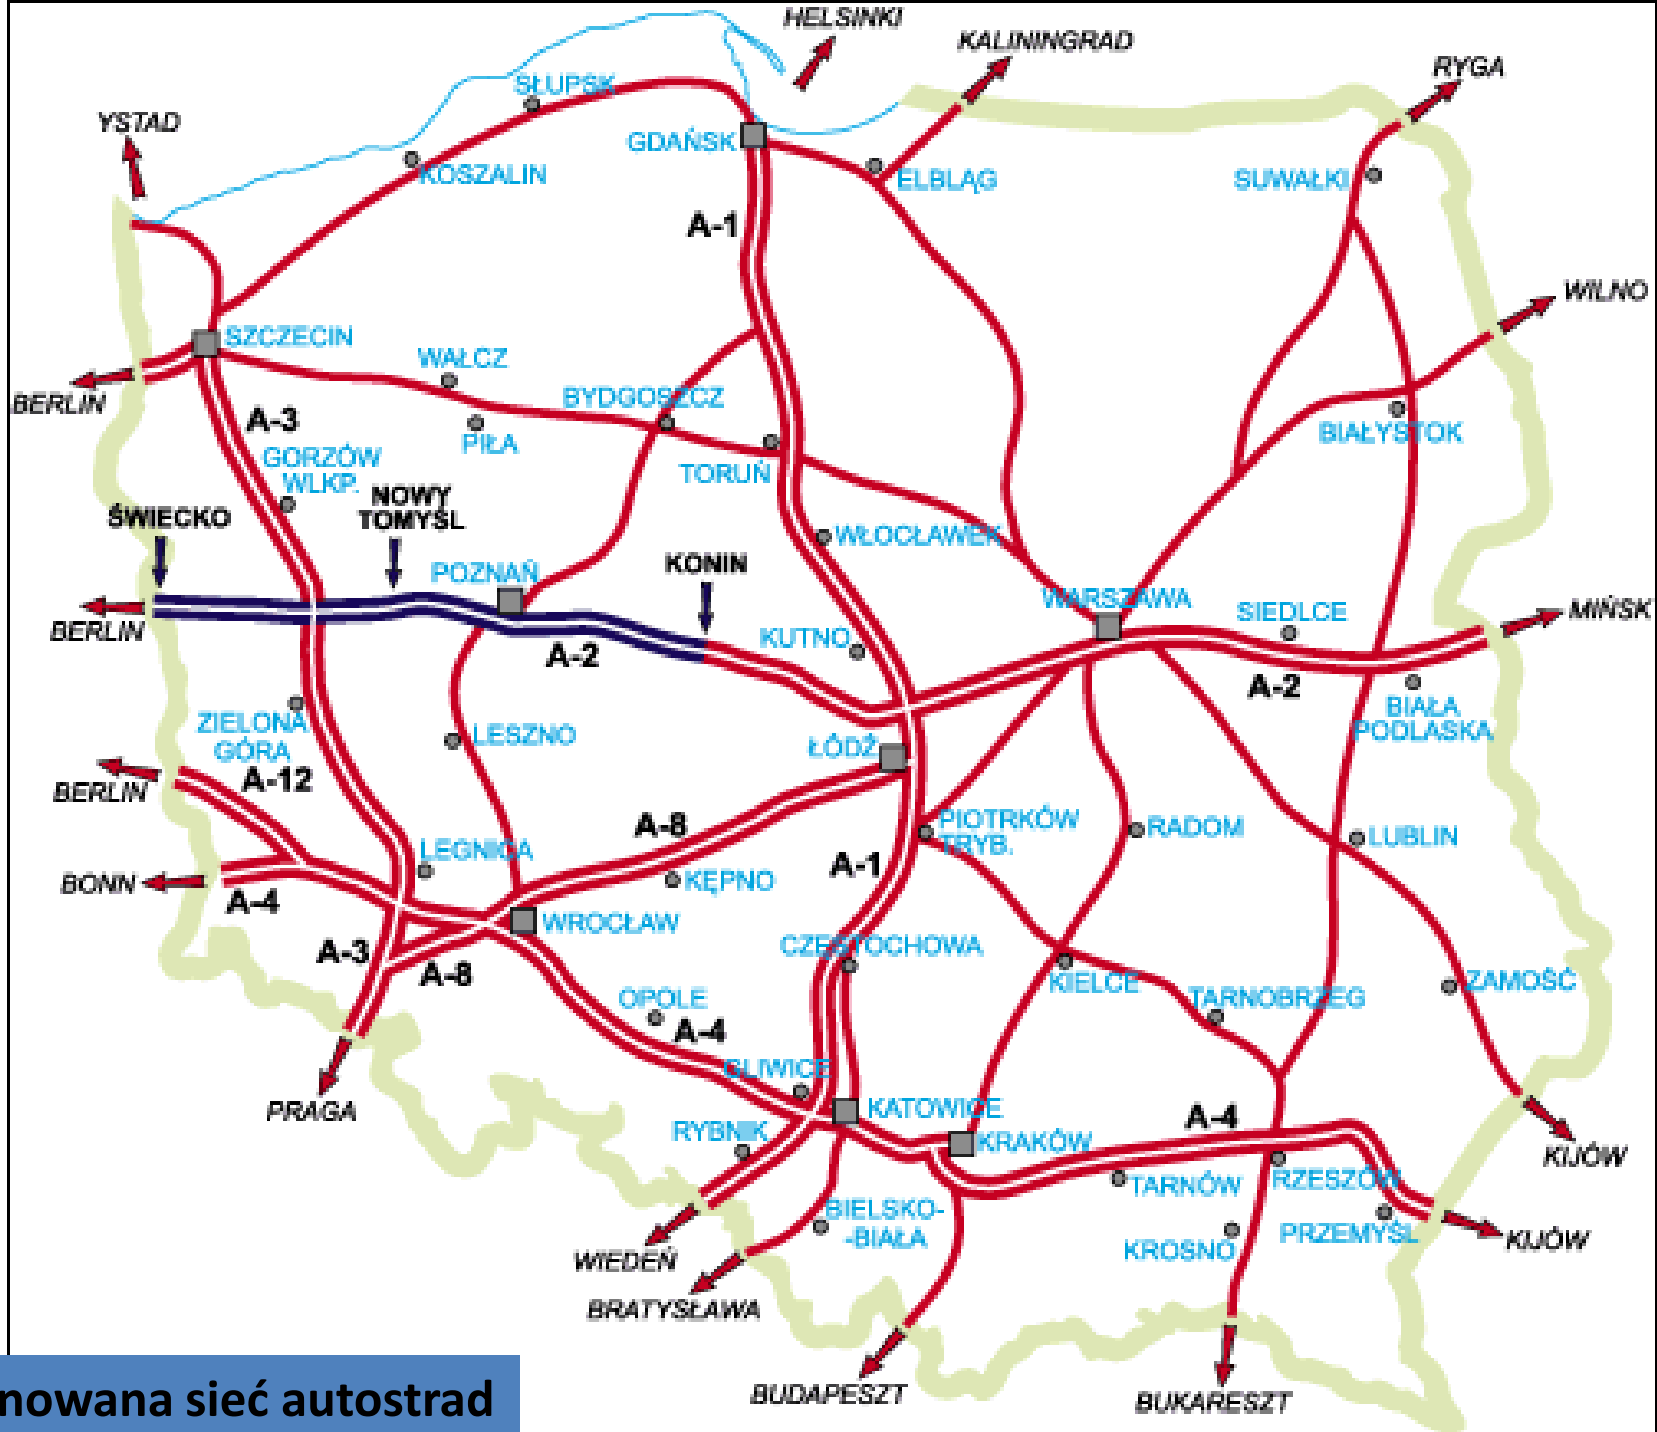 HELSINKI
KALININGRAD
RYGA
YSTAD
SŁUPSK
GDAŃSK
KOSZALIN
ELBLĄG
SUWAŁKI
A-1
WILNO
SZCZECIN
WAŁCZ
BERLIN
BYDGOSZCZ
A-3
PIŁA
BIAŁYSTOK
GORZÓW
WLKP.
TORUŃ
NOWY
TOMYŚL
ŚWIECKO
WŁOCŁAWEK
KONIN
POZNAŃ
WARSZAWA
SIEDLCE
MIŃSK
BERLIN
KUTNO
A-2
A-2
BIAŁA
PODLASKA
ZIELONA
GÓRA
LESZNO
ŁÓDŹ
A-12
BERLIN
A-8
PIOTRKÓW
TRYB.
RADOM
LUBLIN
LEGNICA
A-1
BONN
KĘPNO
A-4
WROCŁAW
CZĘSTOCHOWA
A-3
A-8
KIELCE
ZAMOŚĆ
OPOLE
TARNOBRZEG
A-4
GLIWICE
PRAGA
KATOWICE
A-4
RYBNIK
KRAKÓW
KIJÓW
TARNÓW
RZESZÓW
BIELSKO-
-BIAŁA
KROSNO
PRZEMYŚL
KIJÓW
WIEDEŃ
BRATYSŁAWA
BUDAPESZT
BUKARESZT
nowana sieć autostrad